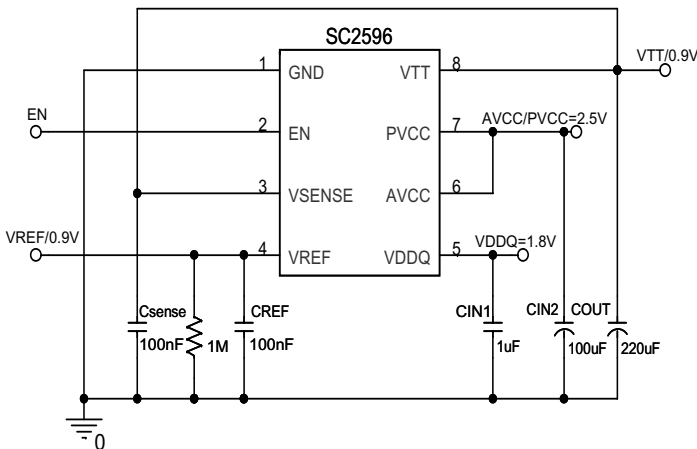 SC2596
1 GND VTT 8
VTT/0.9V
EN
2 EN PVCC 7
AVCC/PVCC=2.5V
3 VSENSE AVCC 6
VREF/0.9V
4 VREF VDDQ 5
VDDQ=1.8V
Csense CREF CIN1 CIN2 COUT
100nF 1M 100nF 1uF 100uF 220uF
0